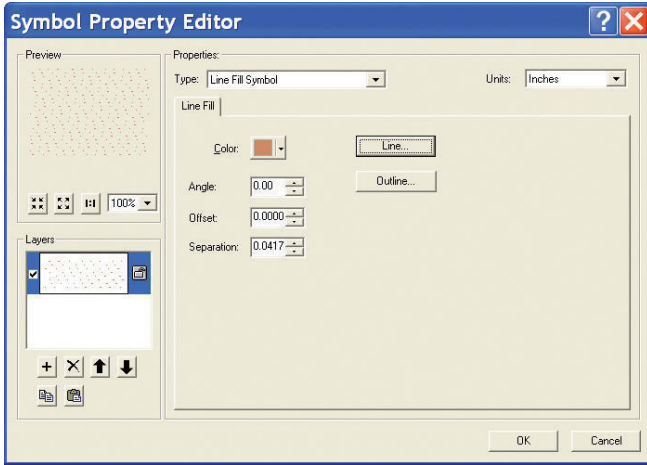 Symbol Property Editor
Preview
100%
Layers
Properties:
Type: Line Fill Symbol Units: Inches
Line Fill
Color: Line...
Angle: 0.00 Outline...
Offset: 0.0000
Separation: 0.0417
OK Cancel